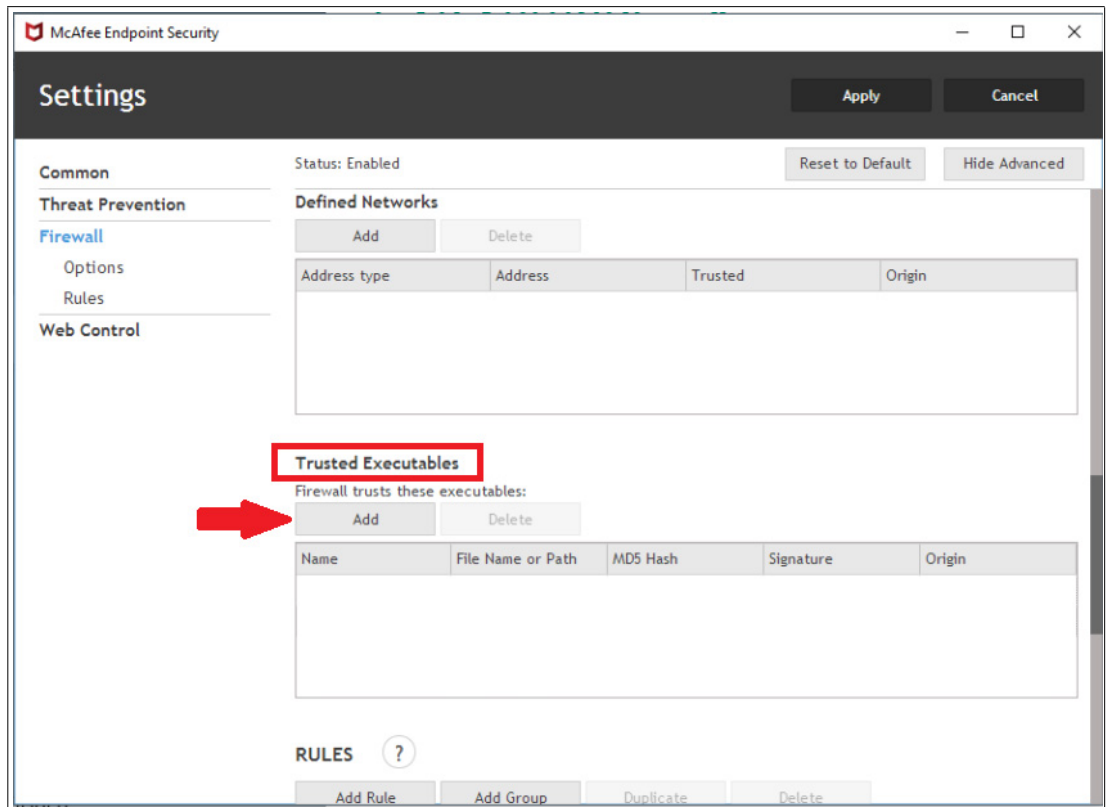 McAfee Endpoint Security
Settings
Apply
Cancel
Common
Threat Prevention
Firewall
Options
Rules
Web Control
Status: Enabled
Reset to Default
Hide Advanced
Defined Networks
Add
Delete
Address type
Address
Trusted
Origin
Trusted Executables
Firewall trusts these executables:
Add
Delete
Name
File Name or Path
MD5 Hash
Signature
Origin
RULES
?
Add Rule
Add Group
Duplicate
Delete